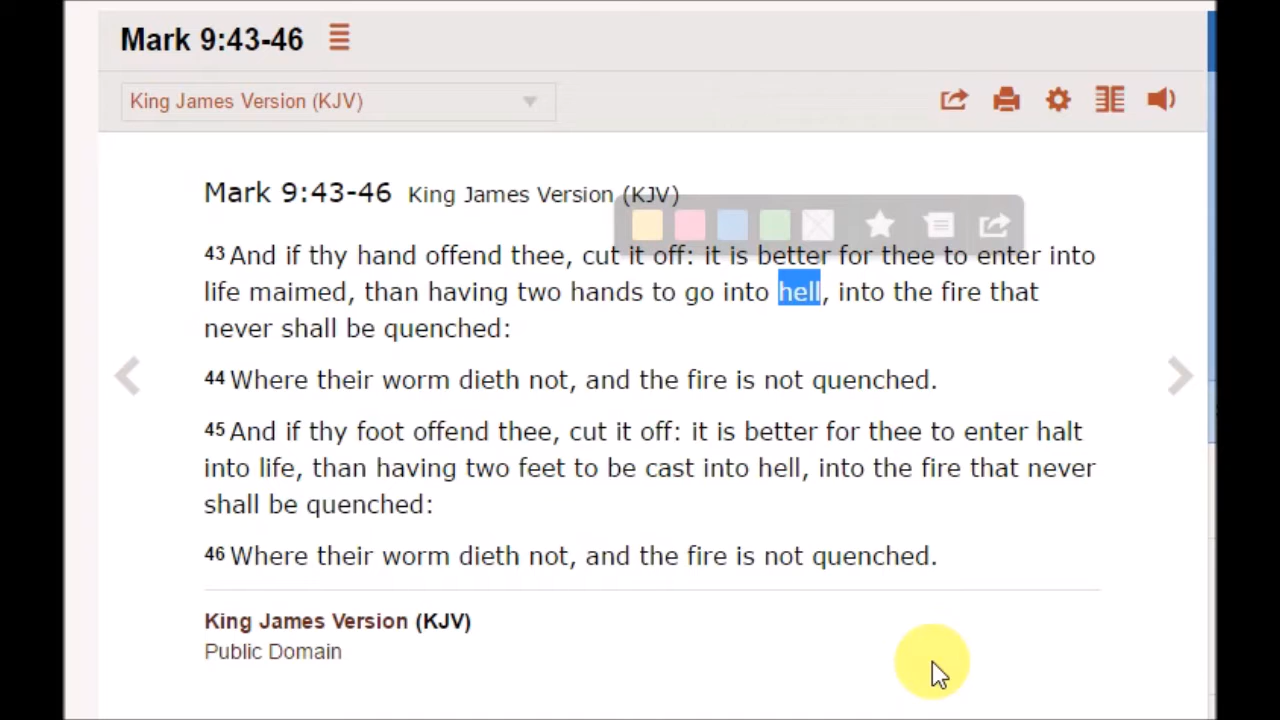 Mark 9:43-46
King James Version (KJV)
Mark 9:43-46 King James Version (KJV)
43 And if thy hand offend thee, cut it off: it is better for thee to enter into
life maimed, than having two hands to go into hell, into the fire that
never shall be quenched:
44 Where their worm dieth not, and the fire is not quenched.
45 And if thy foot offend thee, cut it off: it is better for thee to enter halt
into life, than having two feet to be cast into hell, into the fire that never
shall be quenched:
46 Where their worm dieth not, and the fire is not quenched.
King James Version (KJV)
Public Domain